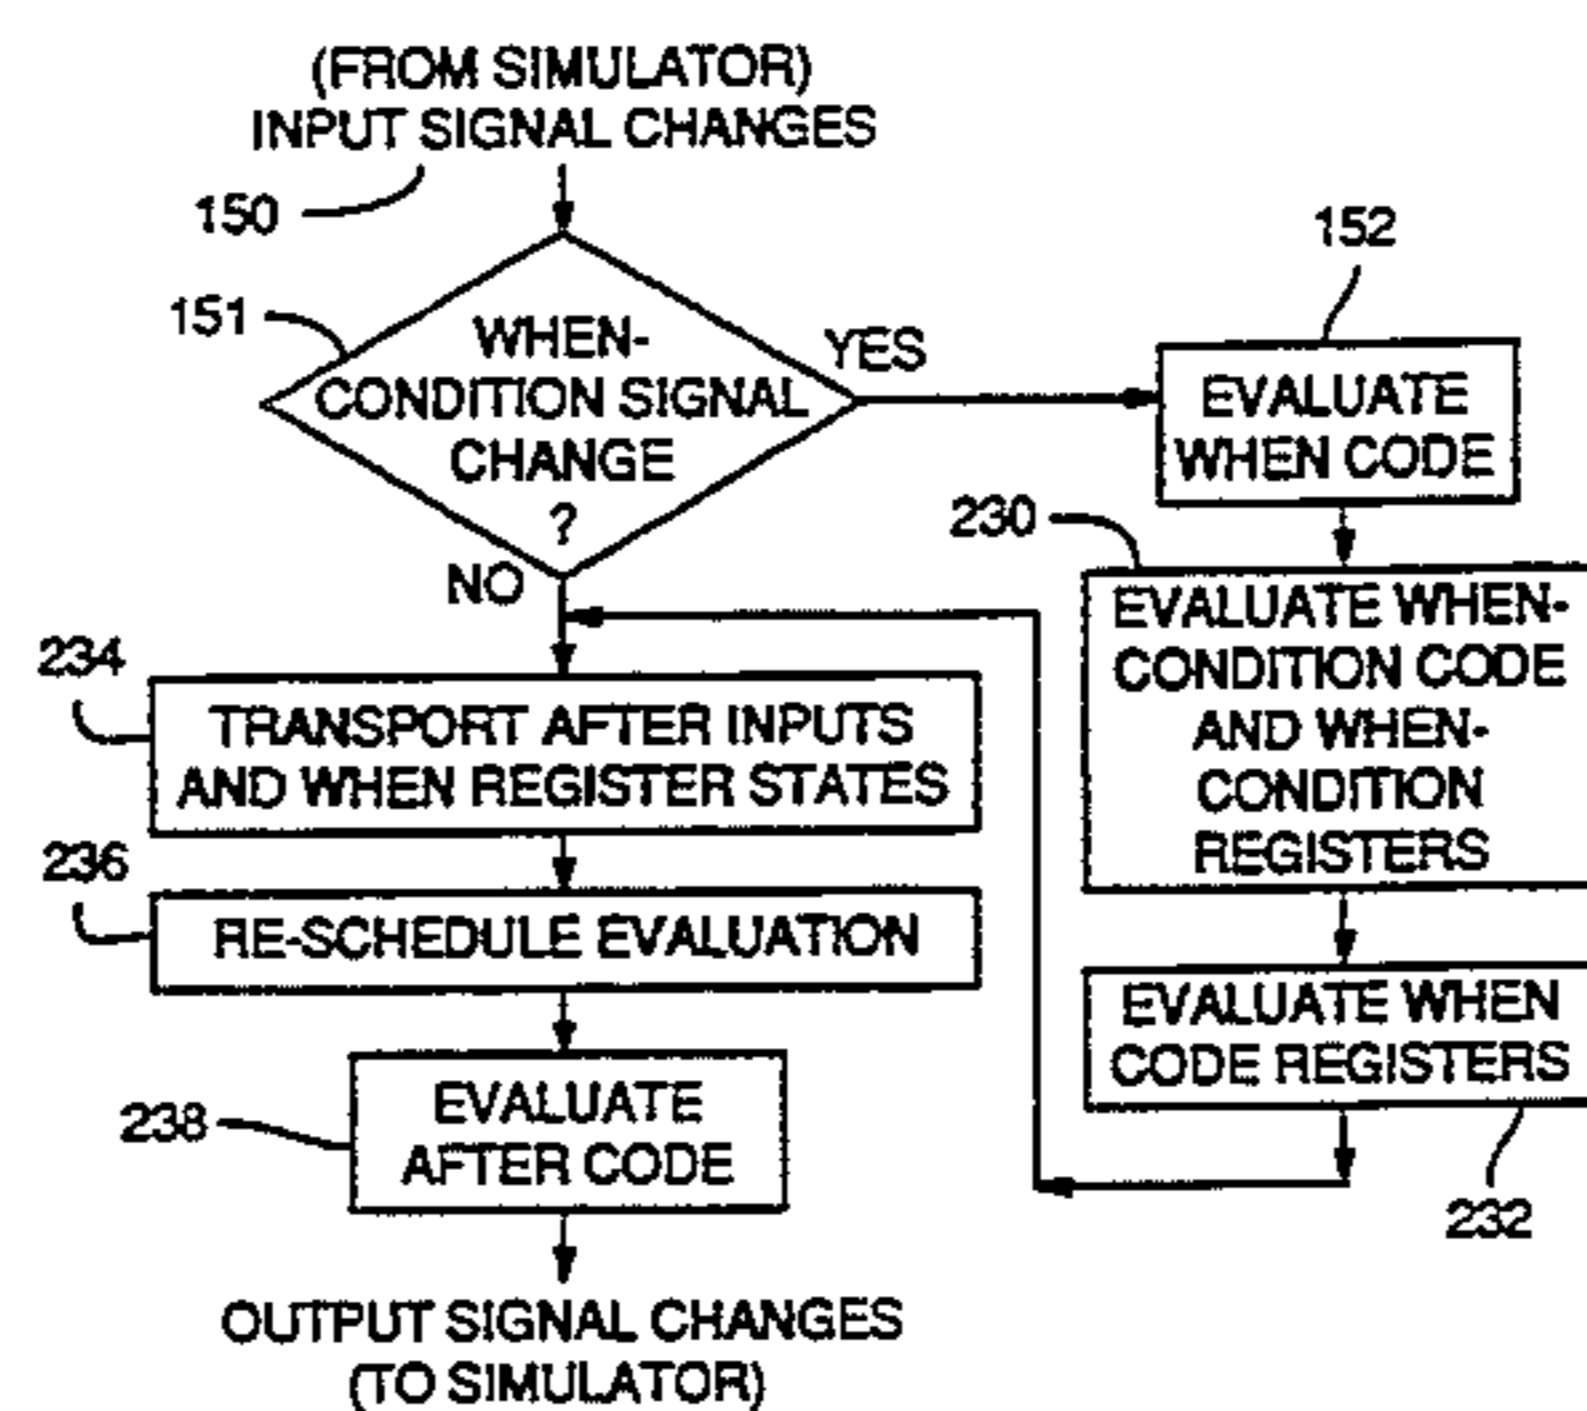 (FROM SIMULATOR)
INPUT SIGNAL CHANGES
150
151
WHEN-
CONDITION SIGNAL
CHANGE
?
YES
NO
152
EVALUATE
WHEN CODE
230
EVALUATE WHEN-
CONDITION CODE
AND WHEN-
CONDITION
REGISTERS
EVALUATE WHEN
CODE REGISTERS
232
234
TRANSPORT AFTER INPUTS
AND WHEN REGISTER STATES
236
RE-SCHEDULE EVALUATION
238
EVALUATE
AFTER CODE
OUTPUT SIGNAL CHANGES
(TO SIMULATOR)